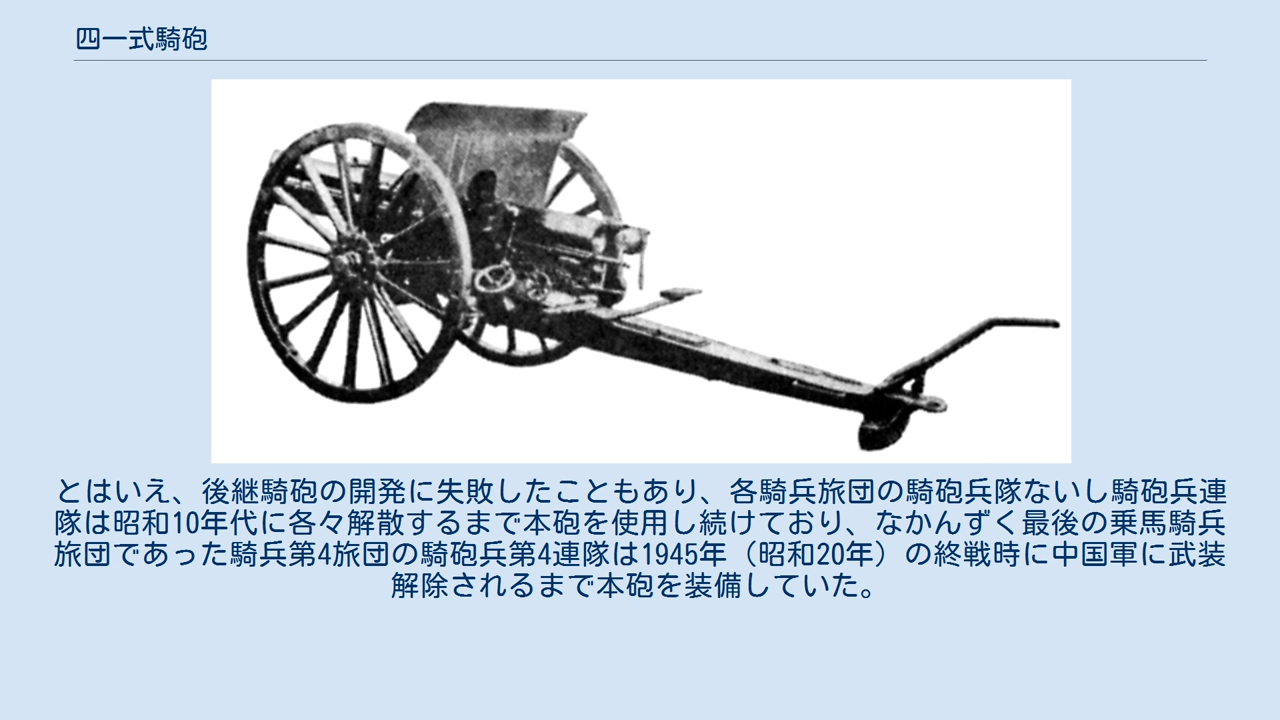 四一式騎砲
とはいえ、後継騎砲の開発に失敗したこともあり、各騎兵旅団の騎砲兵隊ないし騎砲兵連
隊は昭和10年代に各々解散するまで本砲を使用し続けており、なかんずく最後の乗馬騎兵
旅団であった騎兵第4旅団の騎砲兵第4連隊は1945年（昭和20年）の終戦時に中国軍に武装
解除されるまで本砲を装備していた。